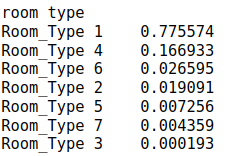 room type
Room_Type 1    0.775574
Room_Type 4    0.166933
Room_Type 6    0.026595
Room_Type 2    0.019091
Room_Type 5    0.007256
Room_Type 7    0.004359
Room_Type 3    0.000193